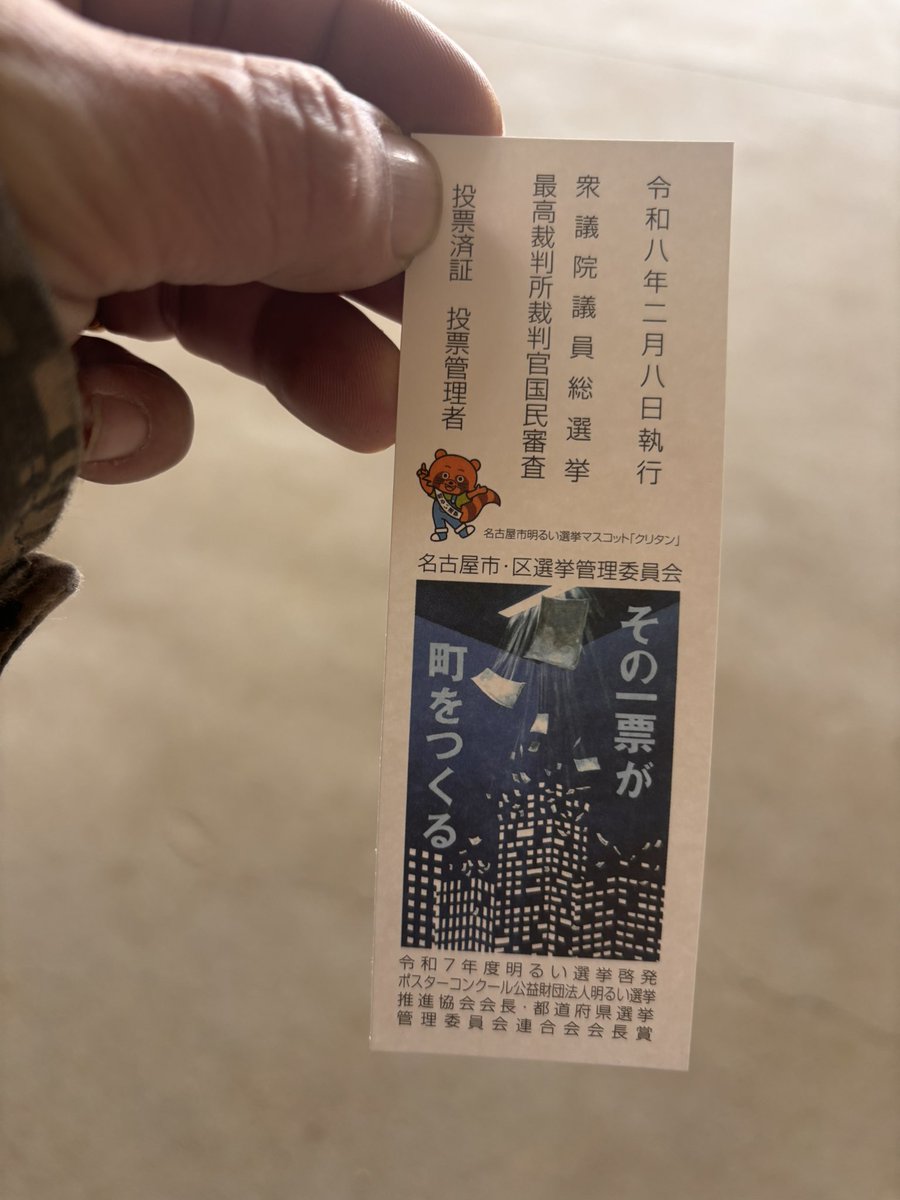 令和八年二月八日執行
衆議院議員総選挙
最高裁判所裁判官国民審査
投票済証 投票管理者
名古屋市明るい選挙マスコット「クリタン」
名古屋市・区選挙管理委員会
その一票が
町をつくる
令和7年度明るい選挙啓発
ポスターコンクール公益財団法人明るい選挙
推進協会会長・都道府県選挙
管理委員会連合会会長賞